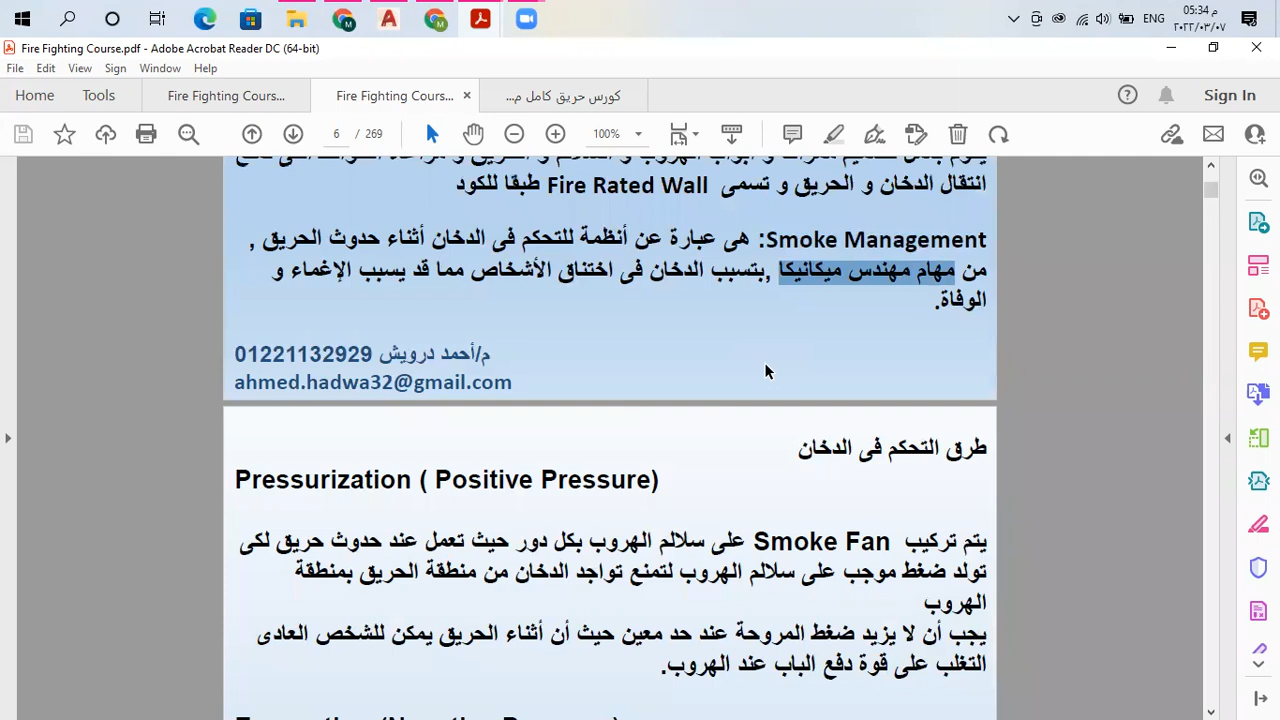 م 05:34
ENG
٢٠٢٢/٠٣/٠٧
Fire Fighting Course.pdf - Adobe Acrobat Reader DC (64-bit)
File Edit View Sign Window Help
Home Tools Fire Fighting Cours... Fire Fighting Cours... كورس حريق كامل م... Sign In
6 / 269 100%
انتقال الدخان و الحريق و تسمى Fire Rated Wall طبقا للكود
Smoke Management: هى عبارة عن أنظمة للتحكم فى الدخان أثناء حدوث الحريق ,
من مهام مهندس ميكانيكا ,بتسبب الدخان فى اختناق الأشخاص مما قد يسبب الإغماء و
الوفاة.
م/أحمد درويش 01221132929
ahmed.hadwa32@gmail.com
طرق التحكم فى الدخان
Pressurization ( Positive Pressure)
يتم تركيب Smoke Fan على سلالم الهروب بكل دور حيث تعمل عند حدوث حريق لكى
تولد ضغط موجب على سلالم الهروب لتمنع تواجد الدخان من منطقة الحريق بمنطقة
الهروب
يجب أن لا يزيد ضغط المروحة عند حد معين حيث أن أثناء الحريق يمكن للشخص العادى
التغلب على قوة دفع الباب عند الهروب.